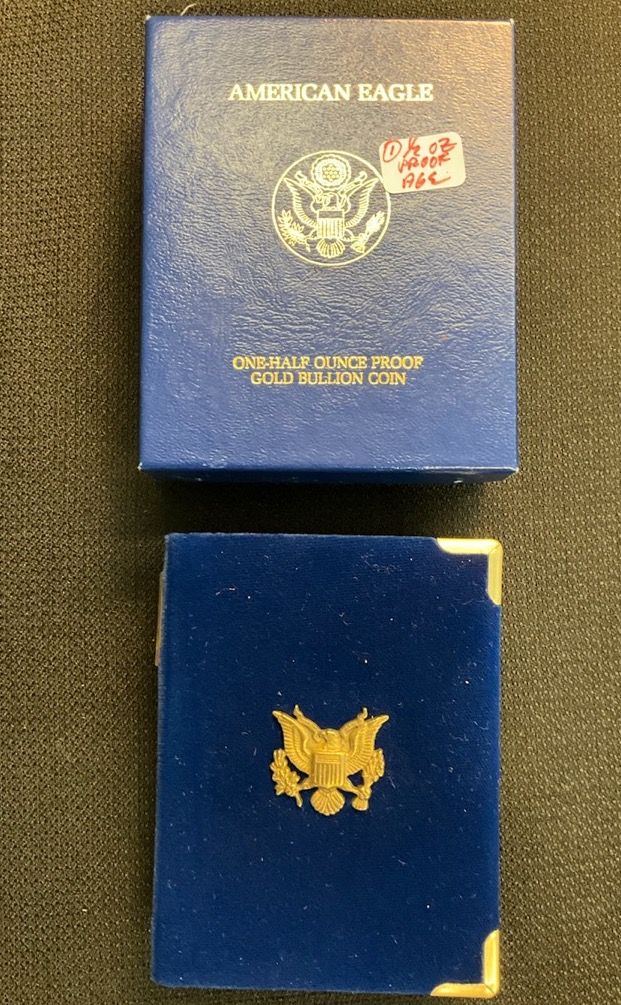 AMERICAN EAGLE
① ½ OZ
PROOF
AGE
ONE-HALF OUNCE PROOF
GOLD BULLION COIN